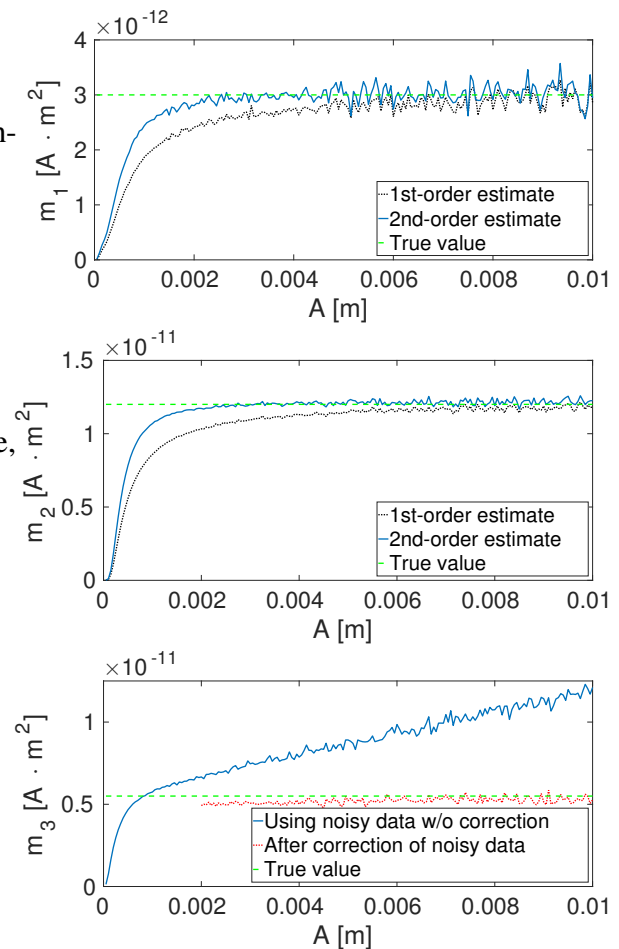 ×10^-12
4
3
2
1
0
m_1 [A · m^2]
0 0.002 0.004 0.006 0.008 0.01
A [m]
1st-order estimate
2nd-order estimate
True value
n-
×10^-11
1.5
1
0.5
0
m_2 [A · m^2]
0 0.002 0.004 0.006 0.008 0.01
A [m]
1st-order estimate
2nd-order estimate
True value
e,
×10^-11
1
0.5
0
m_3 [A · m^2]
0 0.002 0.004 0.006 0.008 0.01
A [m]
Using noisy data w/o correction
After correction of noisy data
True value